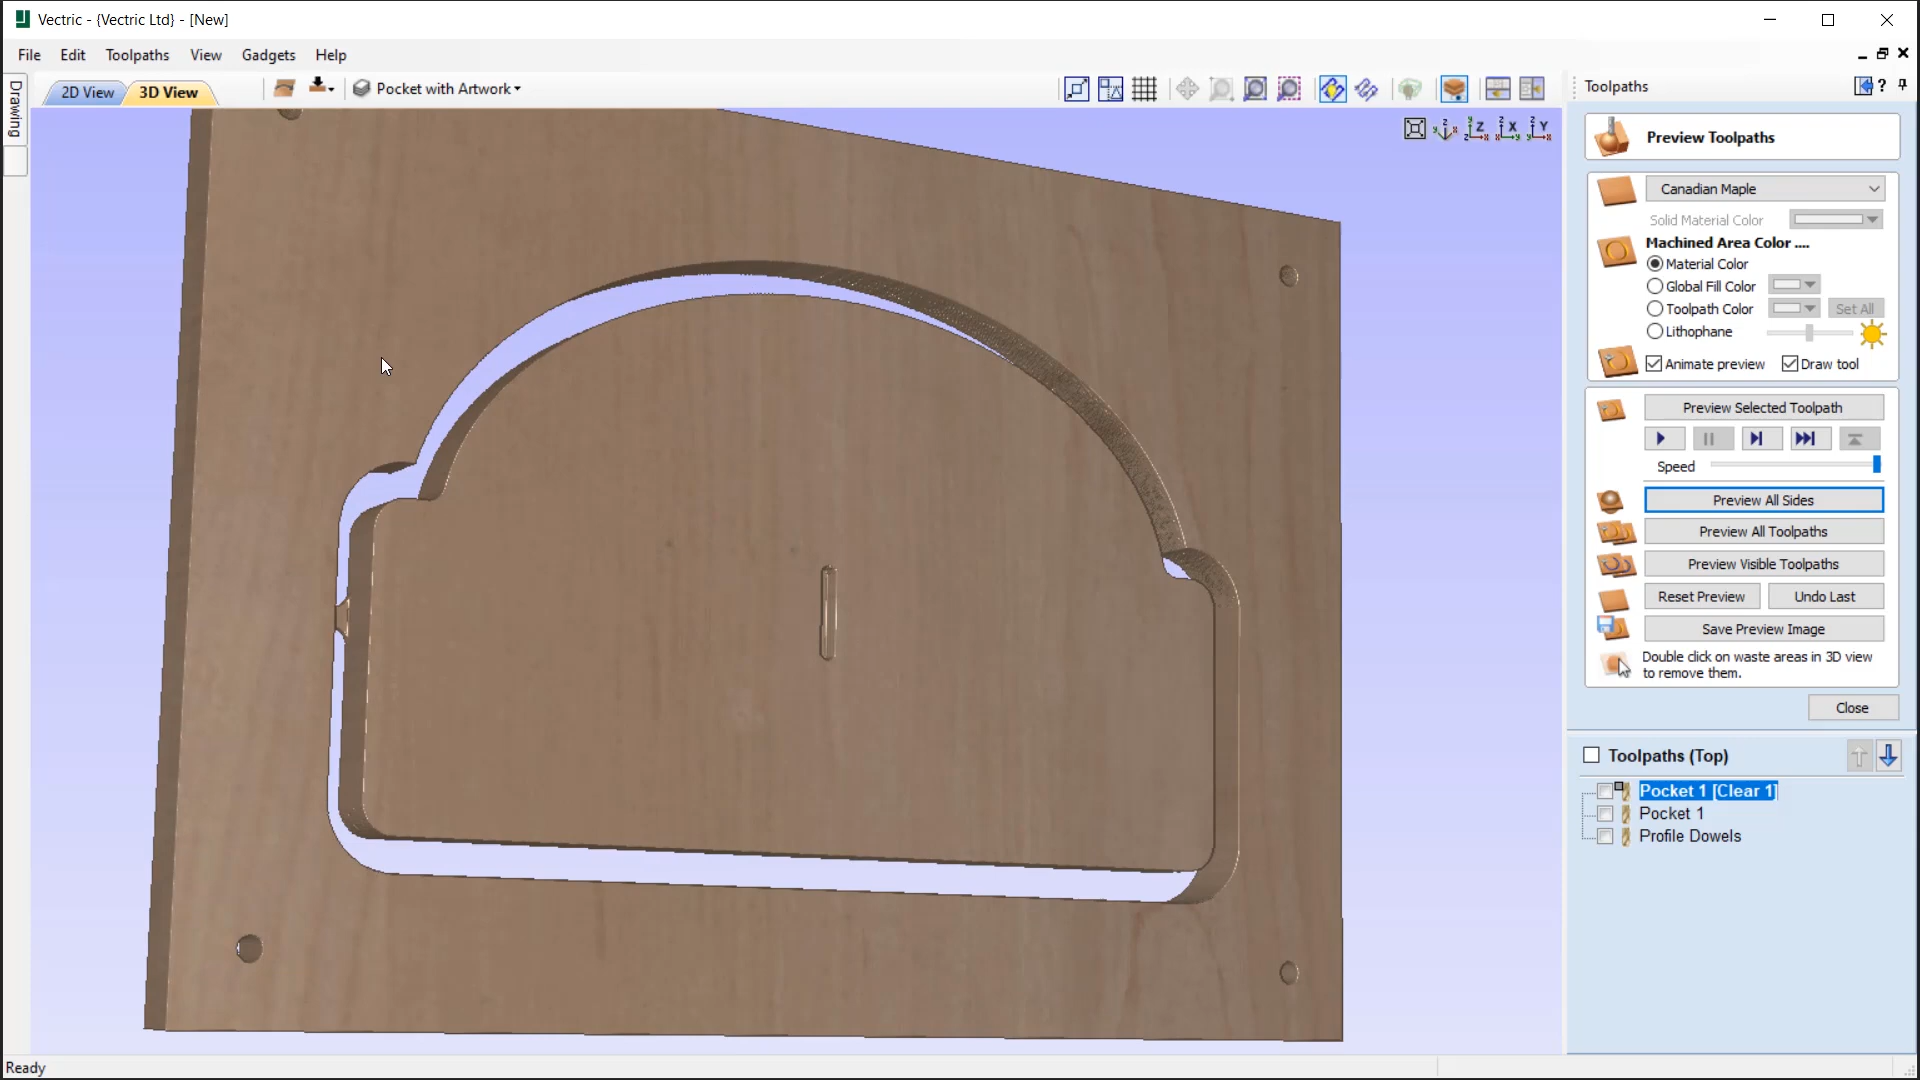 Vectric - {Vectric Ltd} - [New]
File Edit Toolpaths View Gadgets Help
Drawing
2D View 3D View Pocket with Artwork
Toolpaths
Preview Toolpaths
Canadian Maple
Solid Material Color
Machined Area Color ....
Material Color
Global Fill Color
Toolpath Color Set All
Lithophane
Animate preview Draw tool
Preview Selected Toolpath
Speed
Preview All Sides
Preview All Toolpaths
Preview Visible Toolpaths
Reset Preview Undo Last
Save Preview Image
Double click on waste areas in 3D view
to remove them.
Close
Toolpaths (Top)
Pocket 1 [Clear 1]
Pocket 1
Profile Dowels
Ready